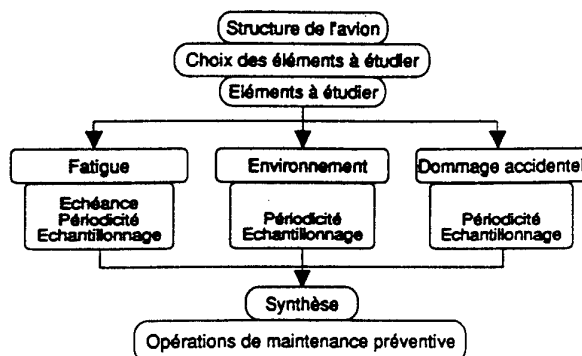 Structure de l'avion
Choix des éléments à étudier
Eléments à étudier
Fatigue
Echéance
Périodicité
Echantillonnage
Environnement
Périodicité
Echantillonnage
Dommage accidentel
Périodicité
Echantillonnage
Synthèse
Opérations de maintenance préventive